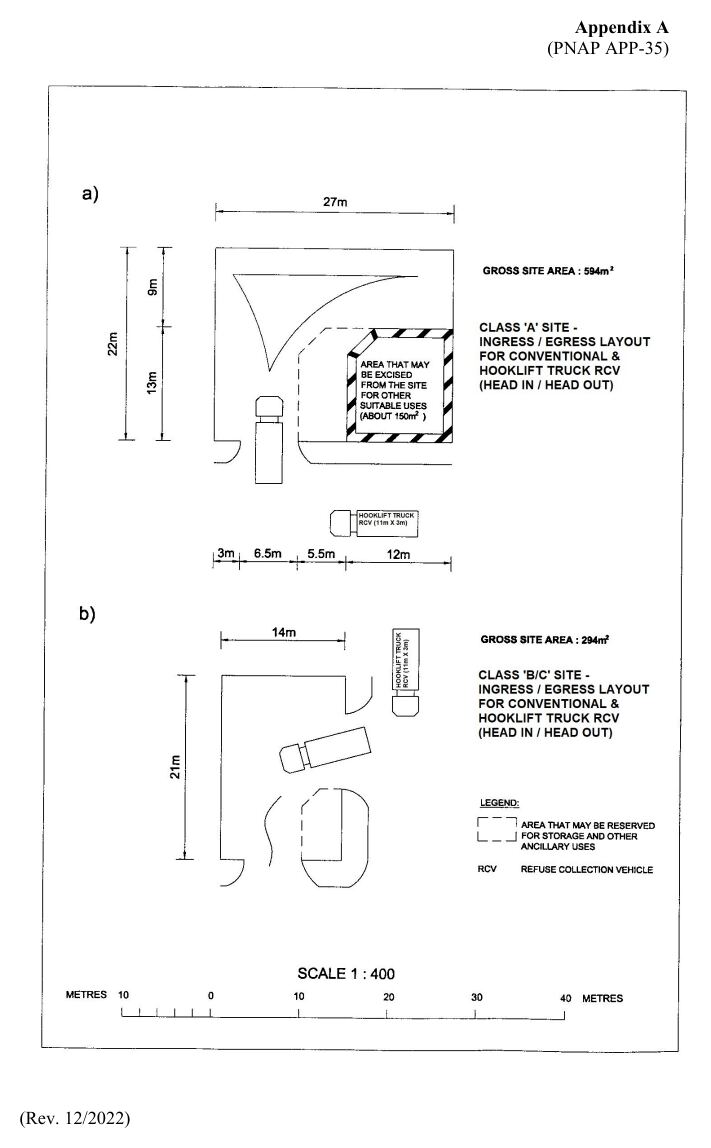 Appendix A
(PNAP APP-35)
a)
27m
GROSS SITE AREA : 594m²
9m
22m
13m
CLASS 'A' SITE -
INGRESS / EGRESS LAYOUT
FOR CONVENTIONAL &
HOOKLIFT TRUCK RCV
(HEAD IN / HEAD OUT)
AREA THAT MAY
BE EXCISED
FROM THE SITE
FOR OTHER
SUITABLE USES
(ABOUT 150m² )
HOOKLIFT TRUCK
RCV (11m X 3m)
3m 6.5m 5.5m 12m
b)
14m
HOOKLIFT TRUCK
RCV (11m X 3m)
GROSS SITE AREA : 294m²
CLASS 'B/C' SITE -
INGRESS / EGRESS LAYOUT
FOR CONVENTIONAL &
HOOKLIFT TRUCK RCV
(HEAD IN / HEAD OUT)
21m
LEGEND:
AREA THAT MAY BE RESERVED
FOR STORAGE AND OTHER
ANCILLARY USES
RCV REFUSE COLLECTION VEHICLE
SCALE 1 : 400
METRES 10 0 10 20 30 40 METRES
(Rev. 12/2022)